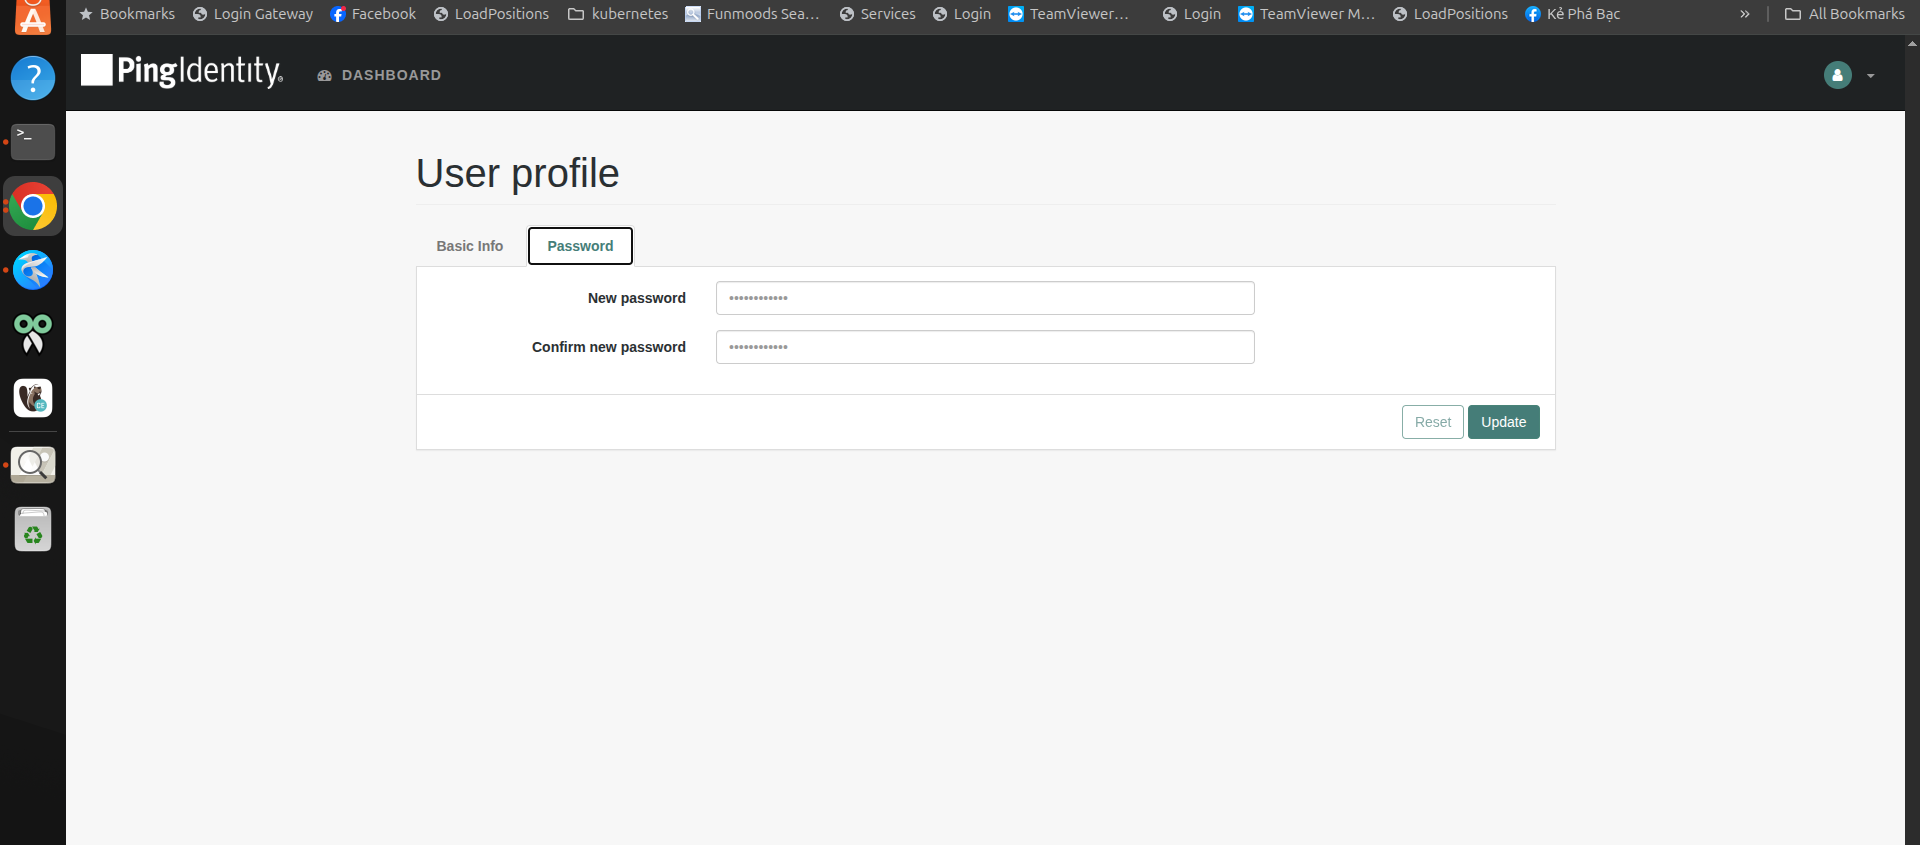 Bookmarks Login Gateway Facebook LoadPositions kubernetes Funmoods Sea... Services Login TeamViewer... Login TeamViewer M... LoadPositions Kẻ Phá Bạc » All Bookmarks
PingIdentity® DASHBOARD
User profile
Basic Info Password
New password ••••••••••••
Confirm new password ••••••••••••
Reset Update